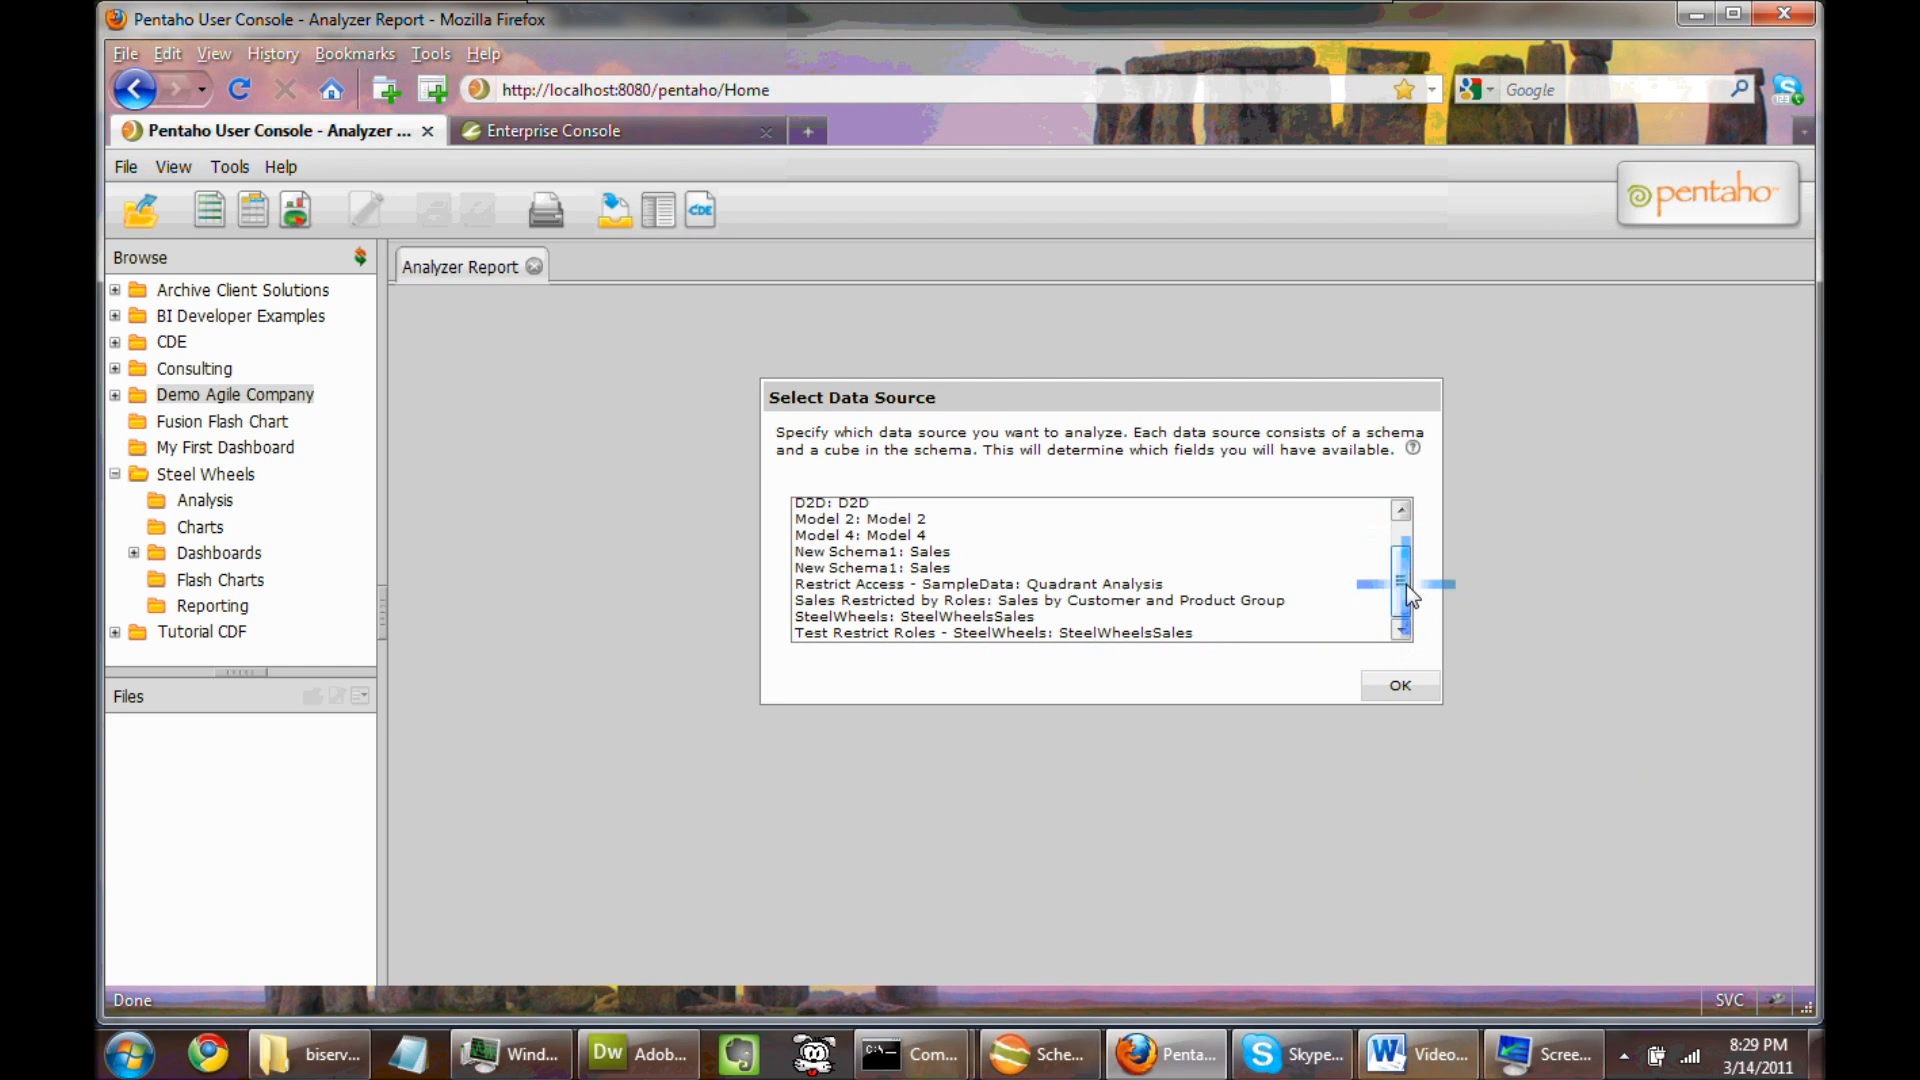 Pentaho User Console - Analyzer Report - Mozilla Firefox
File Edit View History Bookmarks Tools Help
http://localhost:8080/pentaho/Home
Google
Pentaho User Console - Analyzer ...
Enterprise Console
File View Tools Help
CDE
pentaho
Browse
Analyzer Report
Archive Client Solutions
BI Developer Examples
CDE
Consulting
Demo Agile Company
Fusion Flash Chart
My First Dashboard
Steel Wheels
Analysis
Charts
Dashboards
Flash Charts
Reporting
Tutorial CDF
Select Data Source
Specify which data source you want to analyze. Each data source consists of a schema
and a cube in the schema. This will determine which fields you will have available.
D2D: D2D
Model 2: Model 2
Model 4: Model 4
New Schema1: Sales
New Schema1: Sales
Restrict Access - SampleData: Quadrant Analysis
Sales Restricted by Roles: Sales by Customer and Product Group
SteelWheels: SteelWheelsSales
Test Restrict Roles - SteelWheels: SteelWheelsSales
OK
Files
Done
SVC
biserv...
Wind...
Dw Adob...
Com...
Sche...
Penta...
Skype...
Video...
Scree...
8:29 PM
3/14/2011